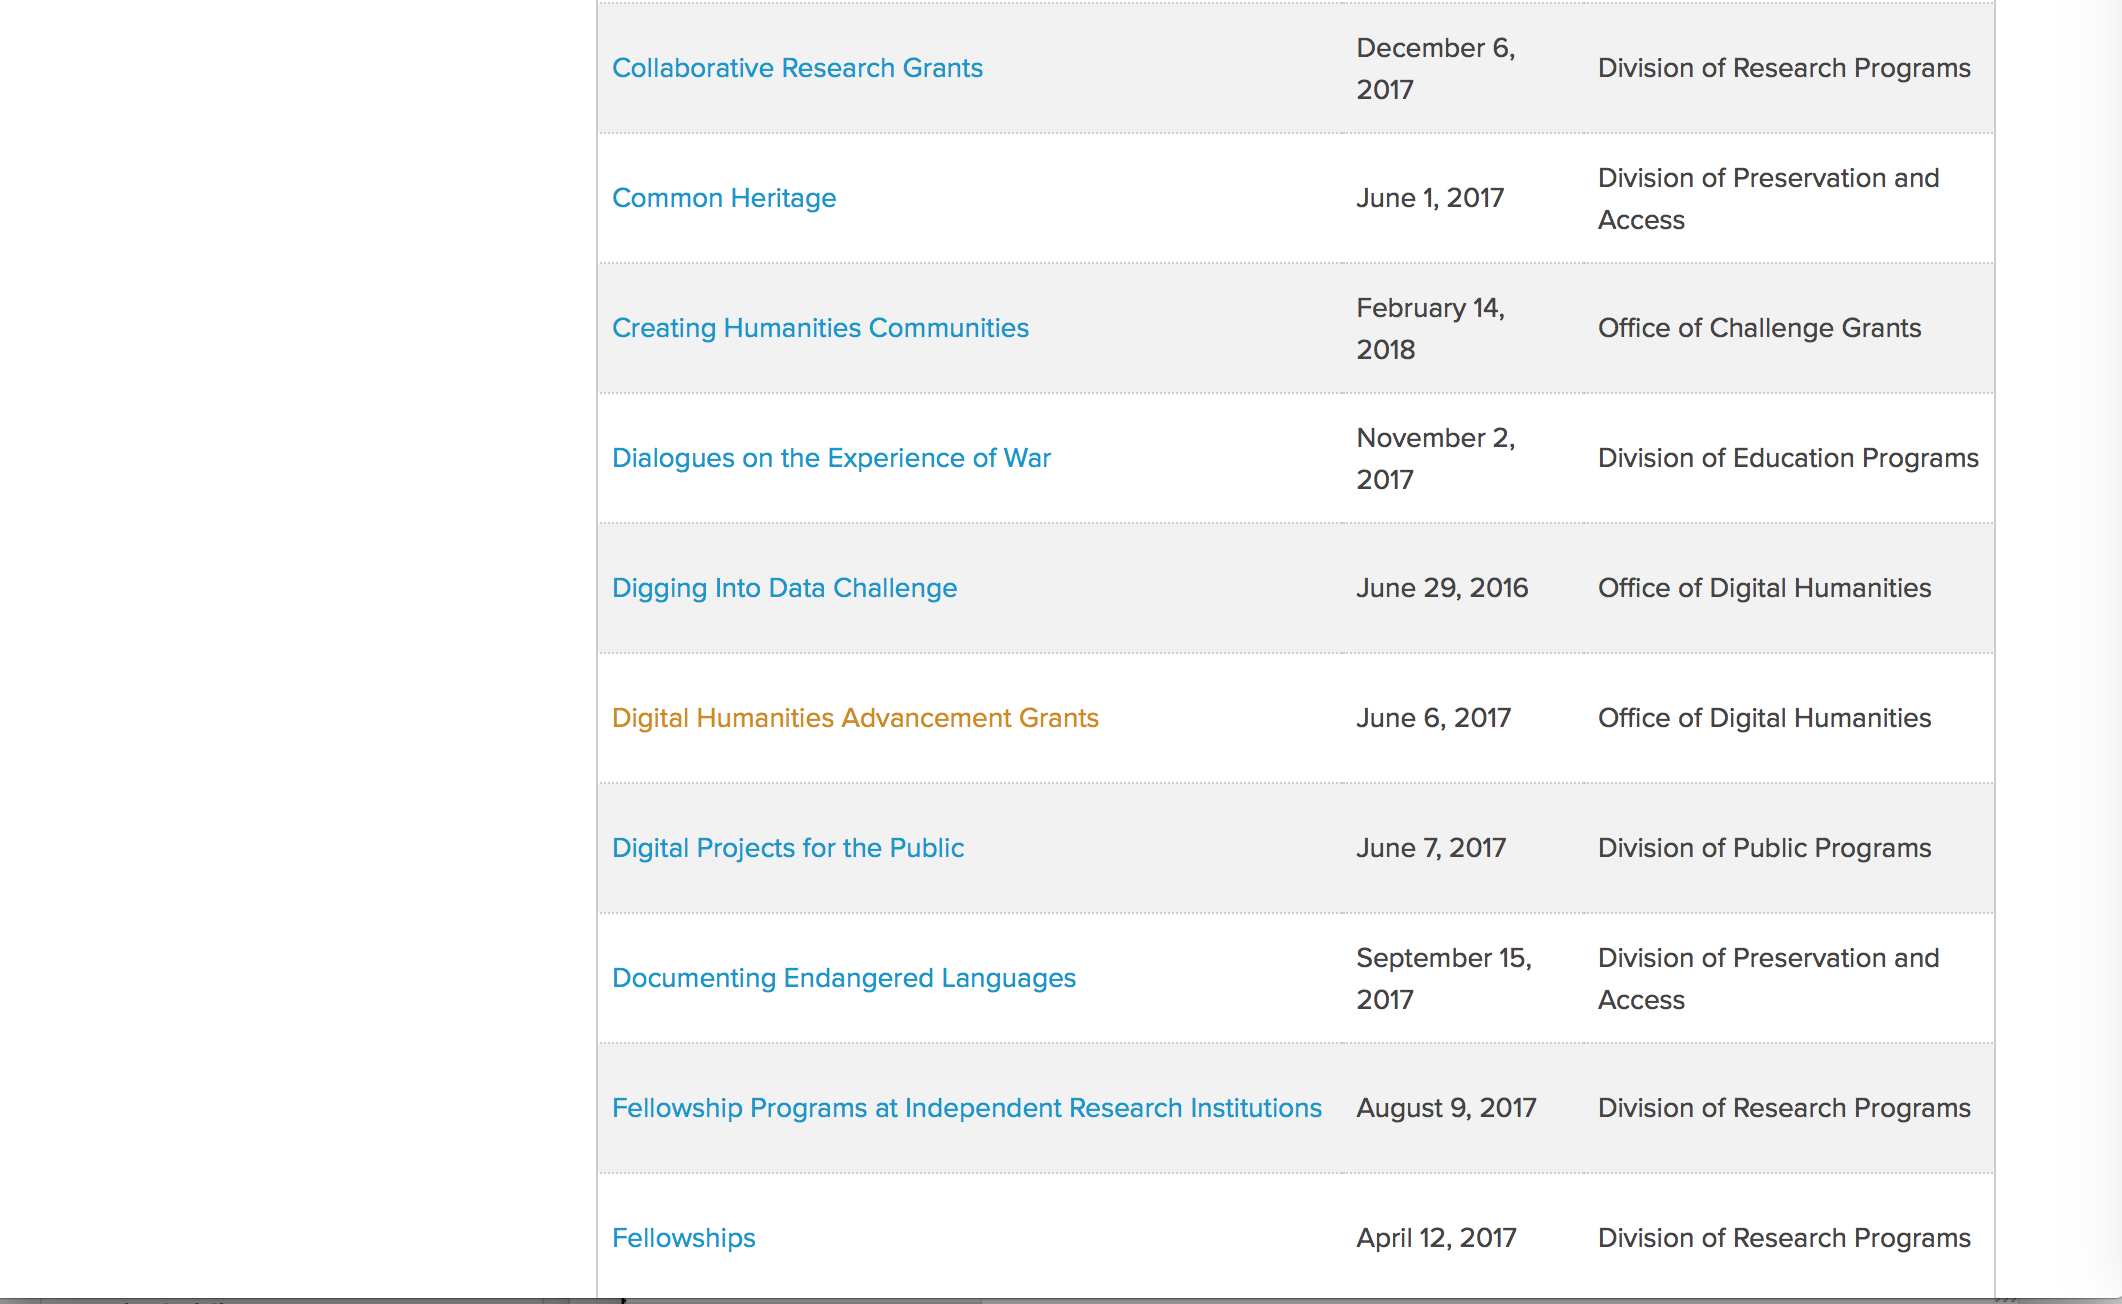 Collaborative Research Grants
December 6,
2017
Division of Research Programs
Common Heritage
June 1, 2017
Division of Preservation and
Access
Creating Humanities Communities
February 14,
2018
Office of Challenge Grants
Dialogues on the Experience of War
November 2,
2017
Division of Education Programs
Digging Into Data Challenge
June 29, 2016
Office of Digital Humanities
Digital Humanities Advancement Grants
June 6, 2017
Office of Digital Humanities
Digital Projects for the Public
June 7, 2017
Division of Public Programs
Documenting Endangered Languages
September 15,
2017
Division of Preservation and
Access
Fellowship Programs at Independent Research Institutions
August 9, 2017
Division of Research Programs
Fellowships
April 12, 2017
Division of Research Programs